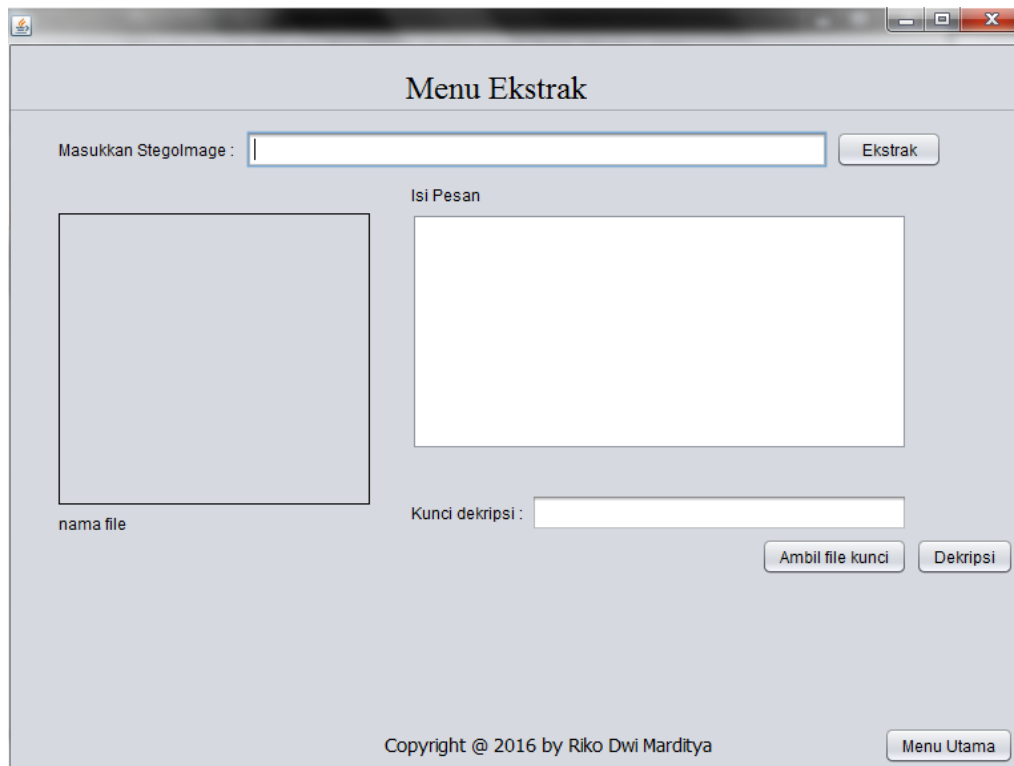 Menu Ekstrak
Masukkan StegoImage :
Ekstrak
Isi Pesan
nama file
Kunci dekripsi :
Ambil file kunci
Dekripsi
Copyright @ 2016 by Riko Dwi Marditya
Menu Utama